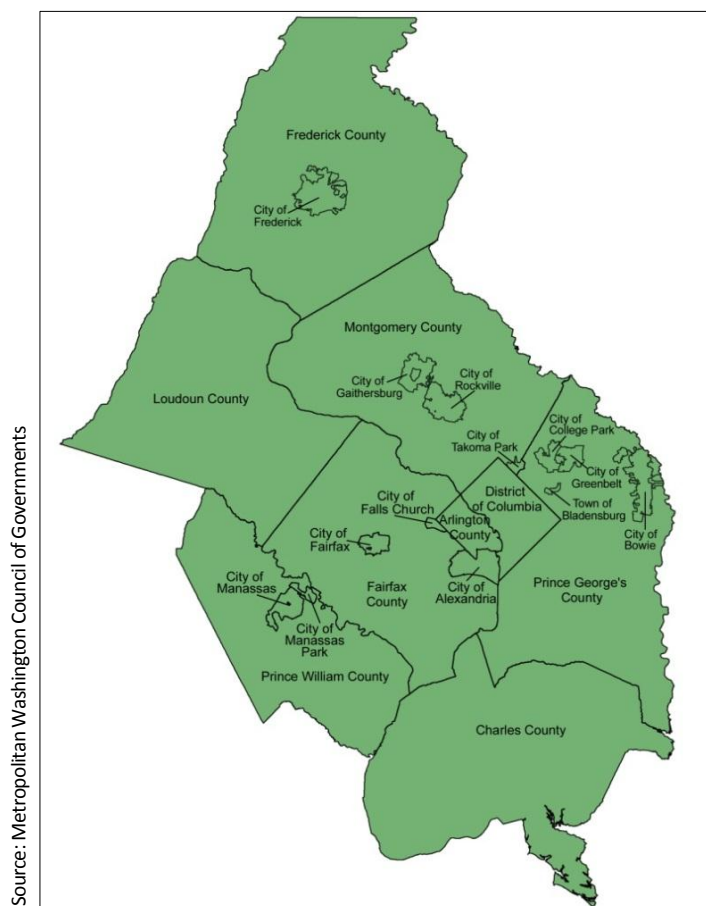 Frederick County
City of
Frederick
Montgomery County
City of
Gaithersburg
City of
Rockville
Loudoun County
City of
Takoma Park
City of
College Park
City of
Greenbelt
Town of
Bladensburg
City of
Bowie
District
of Columbia
City of
Falls Church
Arlington
County
City of
Fairfax
City of
Alexandria
Fairfax
County
Prince George's
County
City of
Manassas
City of
Manassas
Park
Prince William County
Charles County
Source: Metropolitan Washington Council of Governments